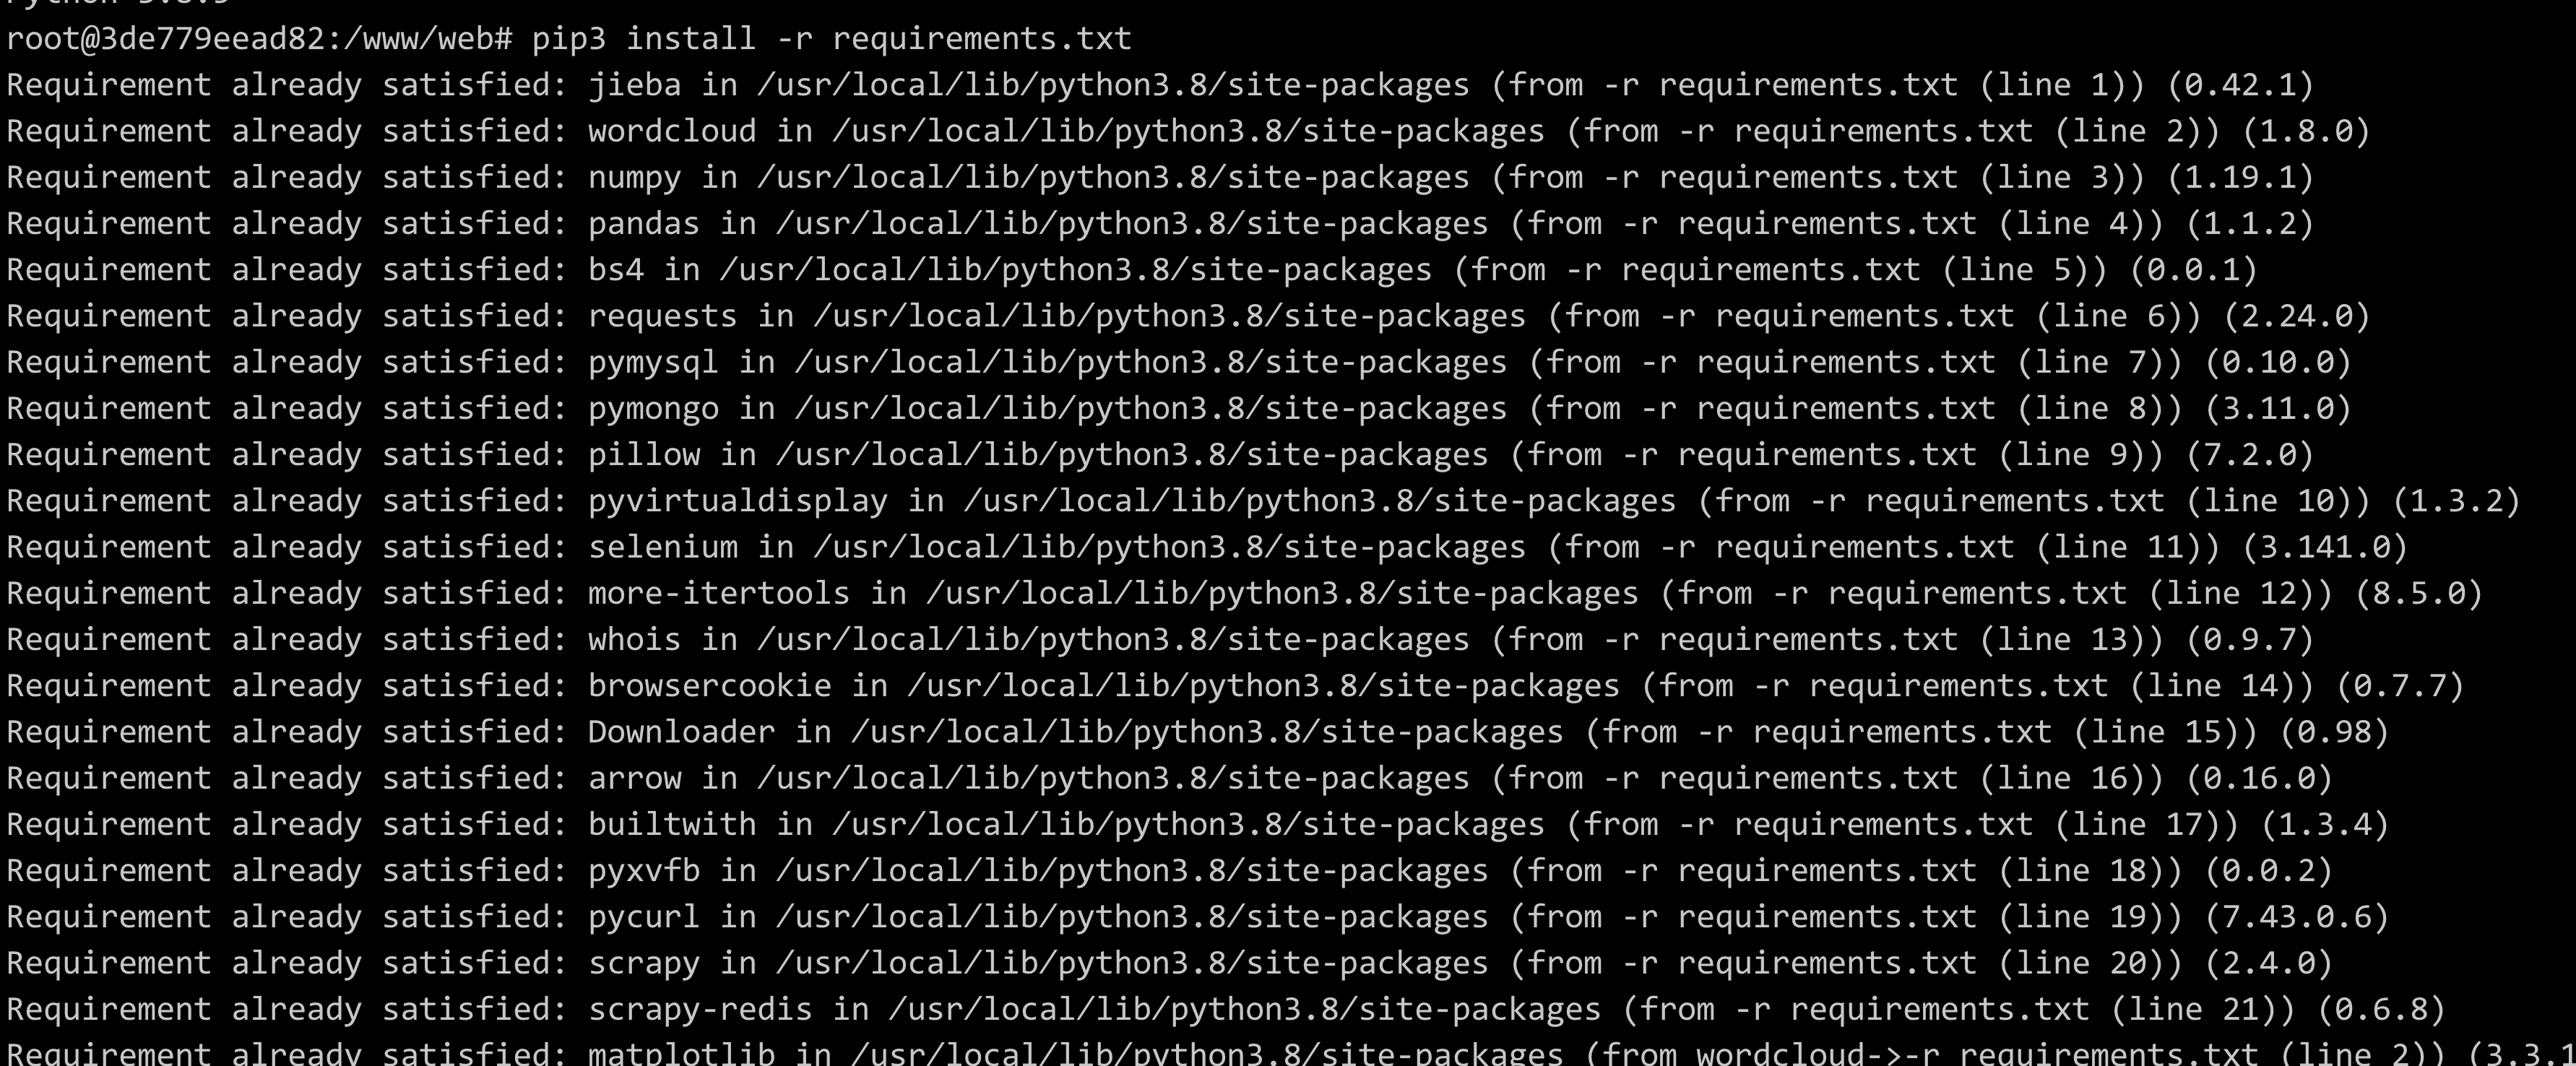 Python 3.8.5
root@3de779eead82:/www/web# pip3 install -r requirements.txt
Requirement already satisfied: jieba in /usr/local/lib/python3.8/site-packages (from -r requirements.txt (line 1)) (0.42.1)
Requirement already satisfied: wordcloud in /usr/local/lib/python3.8/site-packages (from -r requirements.txt (line 2)) (1.8.0)
Requirement already satisfied: numpy in /usr/local/lib/python3.8/site-packages (from -r requirements.txt (line 3)) (1.19.1)
Requirement already satisfied: pandas in /usr/local/lib/python3.8/site-packages (from -r requirements.txt (line 4)) (1.1.2)
Requirement already satisfied: bs4 in /usr/local/lib/python3.8/site-packages (from -r requirements.txt (line 5)) (0.0.1)
Requirement already satisfied: requests in /usr/local/lib/python3.8/site-packages (from -r requirements.txt (line 6)) (2.24.0)
Requirement already satisfied: pymysql in /usr/local/lib/python3.8/site-packages (from -r requirements.txt (line 7)) (0.10.0)
Requirement already satisfied: pymongo in /usr/local/lib/python3.8/site-packages (from -r requirements.txt (line 8)) (3.11.0)
Requirement already satisfied: pillow in /usr/local/lib/python3.8/site-packages (from -r requirements.txt (line 9)) (7.2.0)
Requirement already satisfied: pyvirtualdisplay in /usr/local/lib/python3.8/site-packages (from -r requirements.txt (line 10)) (1.3.2)
Requirement already satisfied: selenium in /usr/local/lib/python3.8/site-packages (from -r requirements.txt (line 11)) (3.141.0)
Requirement already satisfied: more-itertools in /usr/local/lib/python3.8/site-packages (from -r requirements.txt (line 12)) (8.5.0)
Requirement already satisfied: whois in /usr/local/lib/python3.8/site-packages (from -r requirements.txt (line 13)) (0.9.7)
Requirement already satisfied: browsercookie in /usr/local/lib/python3.8/site-packages (from -r requirements.txt (line 14)) (0.7.7)
Requirement already satisfied: Downloader in /usr/local/lib/python3.8/site-packages (from -r requirements.txt (line 15)) (0.98)
Requirement already satisfied: arrow in /usr/local/lib/python3.8/site-packages (from -r requirements.txt (line 16)) (0.16.0)
Requirement already satisfied: builtwith in /usr/local/lib/python3.8/site-packages (from -r requirements.txt (line 17)) (1.3.4)
Requirement already satisfied: pyxvfb in /usr/local/lib/python3.8/site-packages (from -r requirements.txt (line 18)) (0.0.2)
Requirement already satisfied: pycurl in /usr/local/lib/python3.8/site-packages (from -r requirements.txt (line 19)) (7.43.0.6)
Requirement already satisfied: scrapy in /usr/local/lib/python3.8/site-packages (from -r requirements.txt (line 20)) (2.4.0)
Requirement already satisfied: scrapy-redis in /usr/local/lib/python3.8/site-packages (from -r requirements.txt (line 21)) (0.6.8)
Requirement already satisfied: matplotlib in /usr/local/lib/python3.8/site-packages (from wordcloud->-r requirements.txt (line 2)) (3.3.1